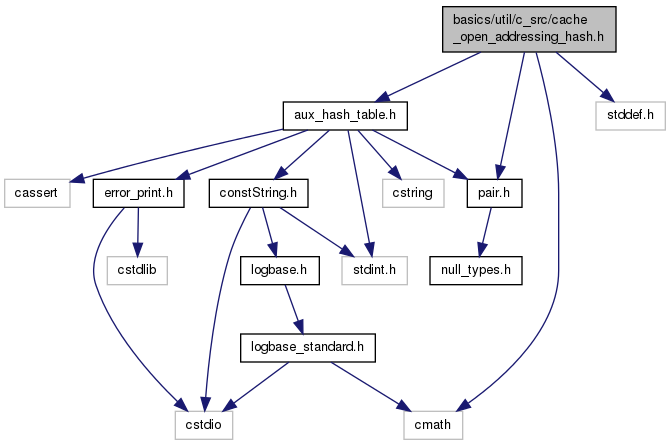 basics/util/c_src/cache
_open_addressing_hash.h
aux_hash_table.h
stddef.h
cassert
error_print.h
constString.h
cstring
pair.h
cstdlib
logbase.h
stdint.h
null_types.h
logbase_standard.h
cstdio
cmath